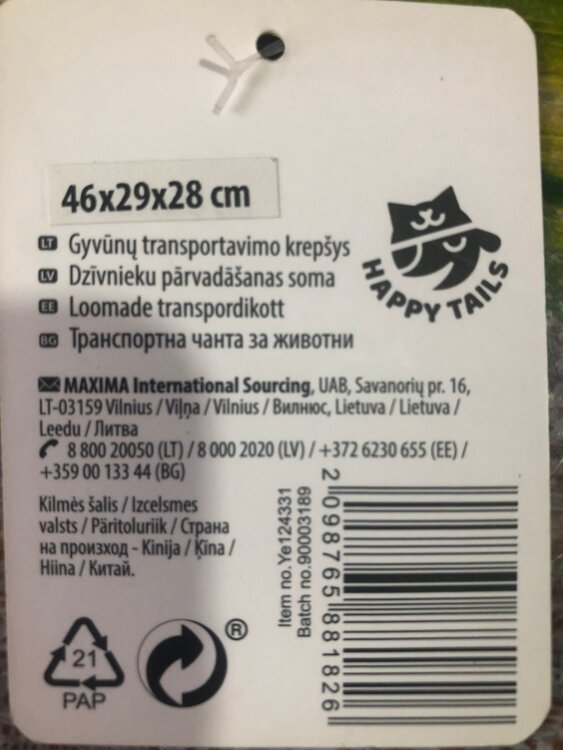 46x29x28 cm
HAPPY TAILS
LT Gyvūnų transportavimo krepšys
LV Dzīvnieku pārvadāšanas soma
EE Loomade transpordikott
BG Транспортна чанта за животни
MAXIMA International Sourcing, UAB, Savanorių pr. 16,
LT-03159 Vilnius / Viļņa / Vilnius / Вилнюс, Lietuva / Lietuva /
Leedu / Литва
8 800 20050 (LT) / 8 000 2020 (LV) / +372 6230 655 (EE) /
+359 00 133 44 (BG)
Kilmės šalis / Izcelsmes
valsts / Päritoluriik / Страна
на произход - Kinija / Ķīna /
Hiina / Китай.
Item no.Ye124331
Batch no.90003189
2 098765 881826
21
PAP
®